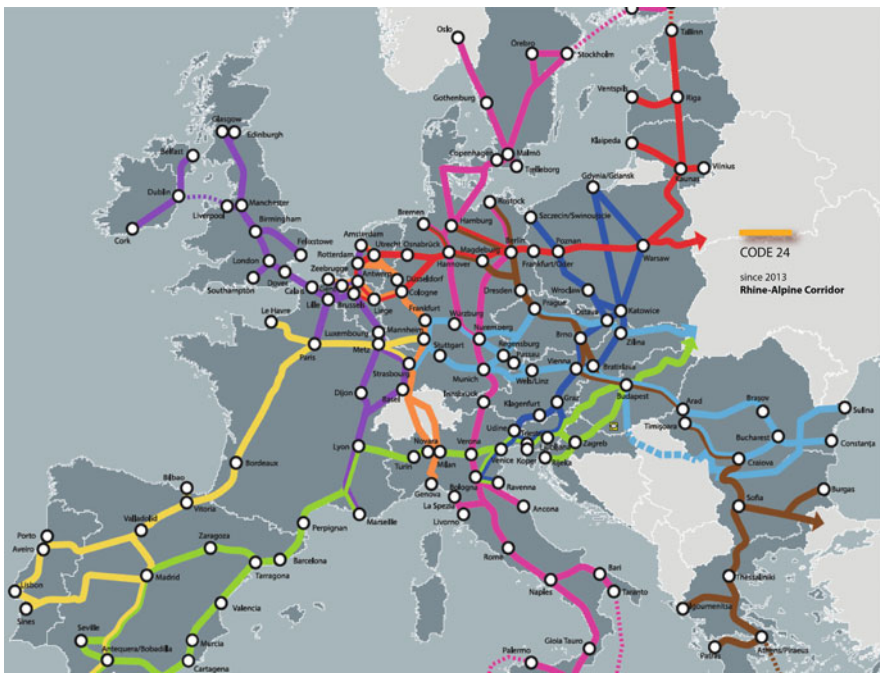 Oslo
Örebro
Stockholm
Tallinn
Gothenburg
Ventspils
Riga
Glasgow
Edinburgh
Klaipeda
Belfast
Copenhagen
Malmö
Trelleborg
Vilnius
Kaunas
Gdynia/Gdansk
Dublin
Manchester
Liverpool
Rostock
Szczecin/Swinoujscie
Birmingham
Bremen
Hamburg
Cork
Felixstowe
Amsterdam
Utrecht
Osnabrück
Magdeburg
Berlin
Poznan
Warsaw
CODE 24
London
Rotterdam
Hannover
Frankfurt/Oder
Zeebrugge
Antwerp
Düsseldorf
since 2013
Southampton
Dover
Calais
Cologne
Dresden
Wroclaw
Rhine-Alpine Corridor
Lille
Brussels
Liege
Le Havre
Frankfurt
Prague
Katowice
Luxembourg
Mannheim
Würzburg
Nuremberg
Ostava
Paris
Metz
Stuttgart
Regensburg
Brno
Zilina
Strasbourg
Passau
Vienna
Bratislava
Munich
Wels/Linz
Dijon
Basel
Innsbruck
Budapest
Klagenfurt
Graz
Arad
Brasov
Sulina
Timișoara
Udine
Lyon
Novara
Verona
Zagreb
Bucharest
Turin
Milan
Venice
Koper
Constanța
Bilbao
Bordeaux
Bologna
Rijeka
Craiova
Genova
Ravenna
Vitoria
La Spezia
Sofia
Burgas
Porto
Valladolid
Marseille
Livorno
Ancona
Aveiro
Perpignan
Zaragoza
Rome
Barcelona
Bari
Lisbon
Madrid
Tarragona
Naples
Taranto
Thessaliniki
Sines
Valencia
Igoumenitsa
Seville
Murcia
Gioia Tauro
Palermo
Patras
Athens/Piraeus
Antequera/Bobadilla
Cartagena